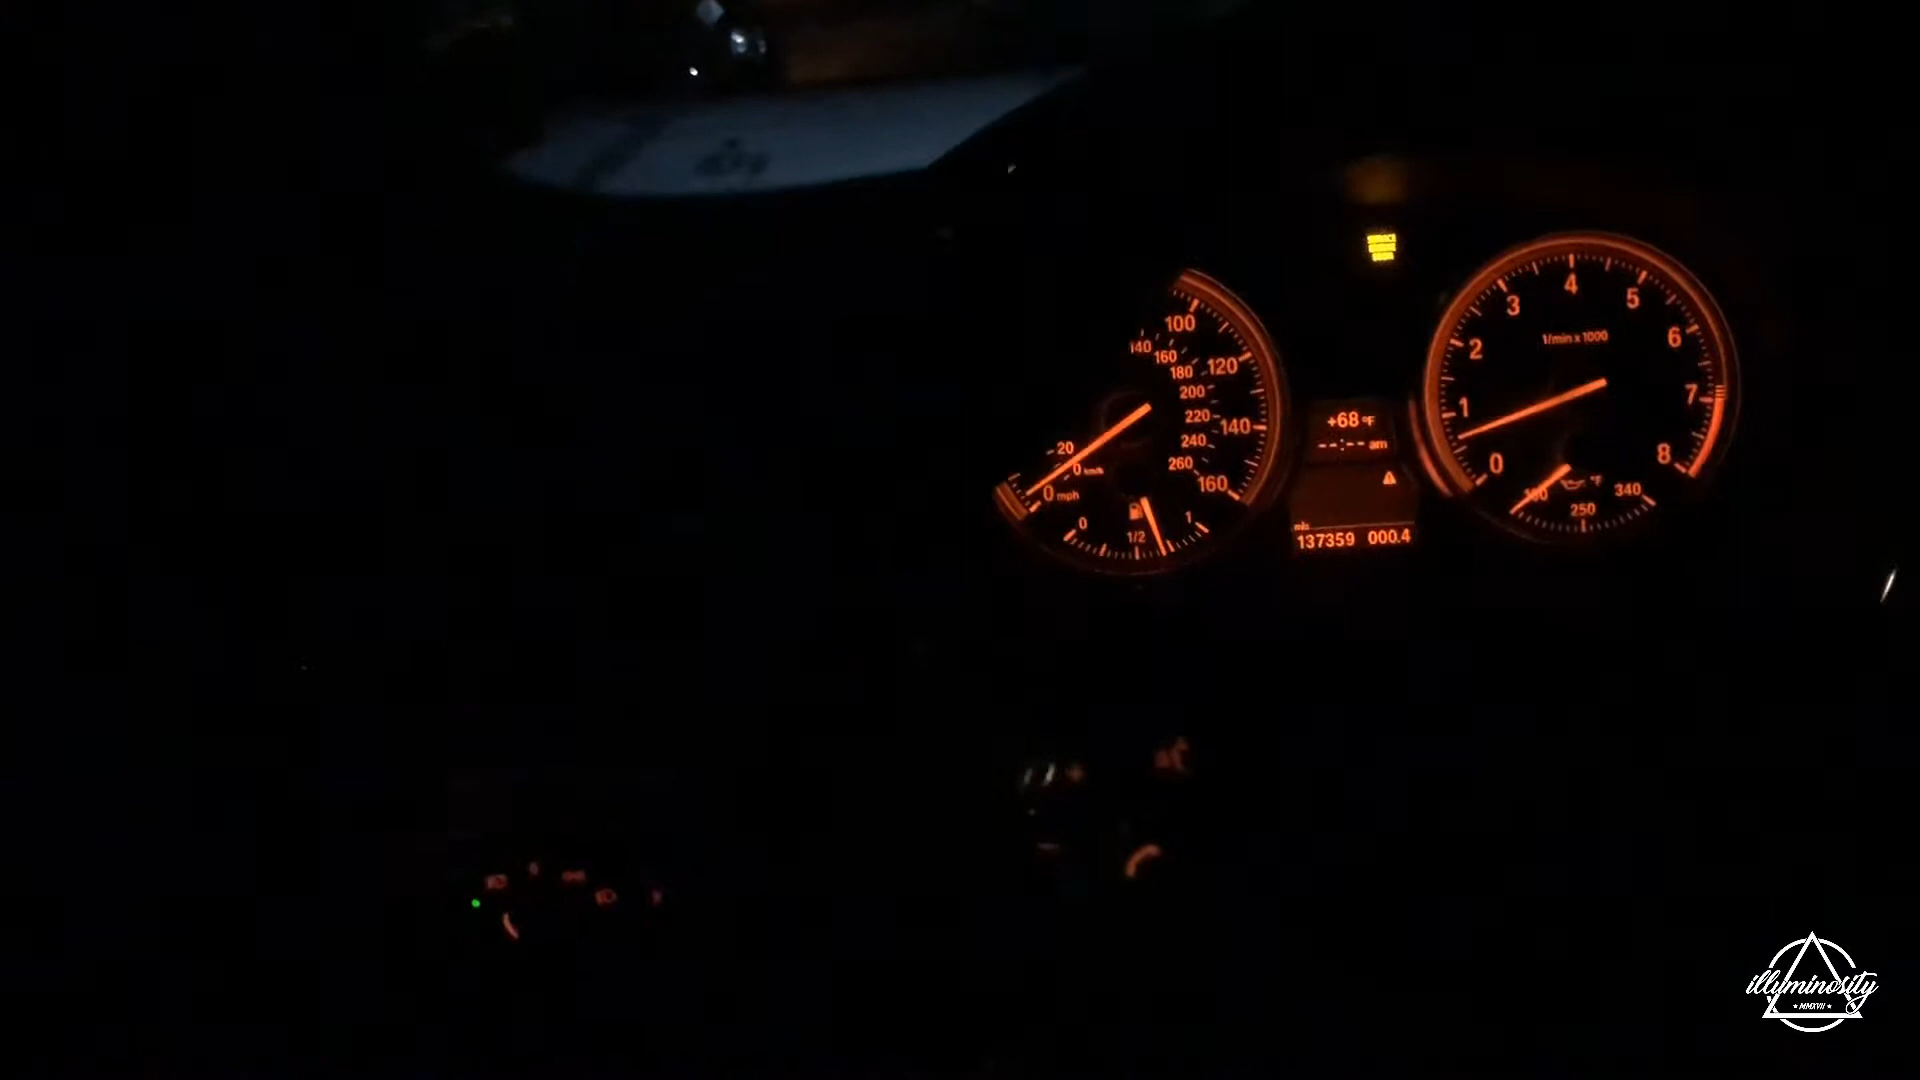 100
140 160 120
180
200
220 140
240
260 160
20
0 km/h
0 mph
0 1/2 1
+68 °F
--:-- am
mls
137359 000.4
0 1 2 3 4 5 6 7 8
1/min x 1000
°F
250 340
illuminosity
MMXVII